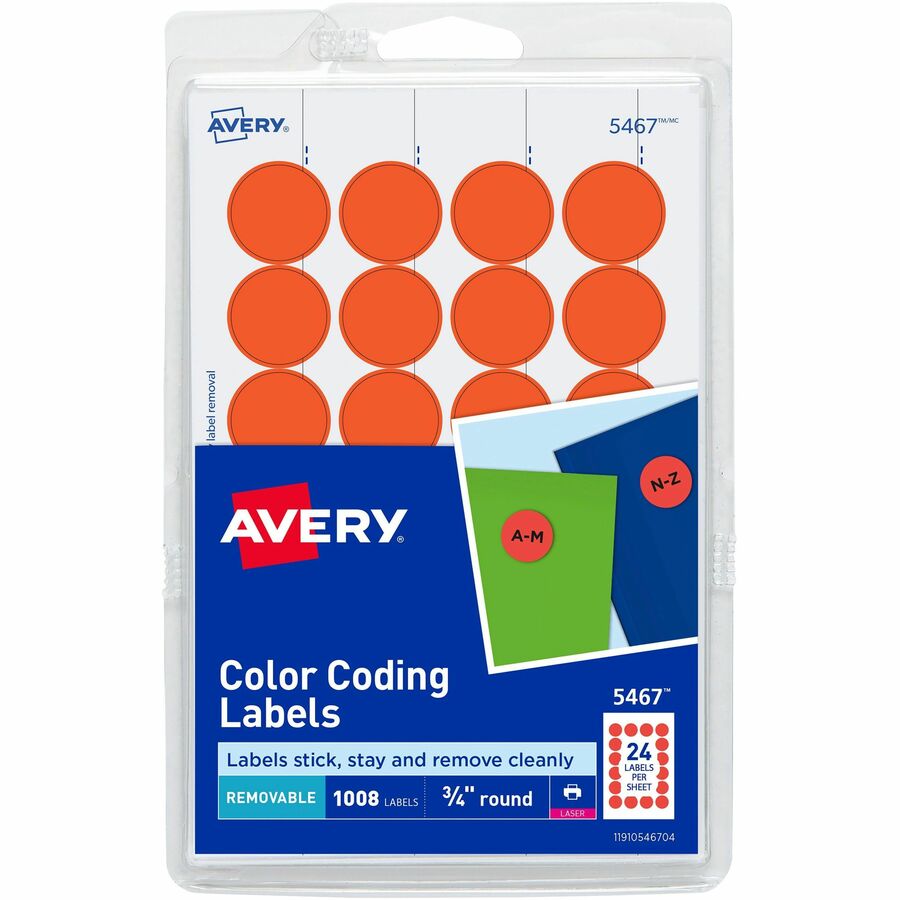 AVERY®
5467™/MC
label removal
AVERY®
A-M
N-Z
Color Coding
Labels
Labels stick, stay and remove cleanly
REMOVABLE
1008 LABELS
3/4" round
LASER
5467™
24
LABELS
PER
SHEET
11910546704